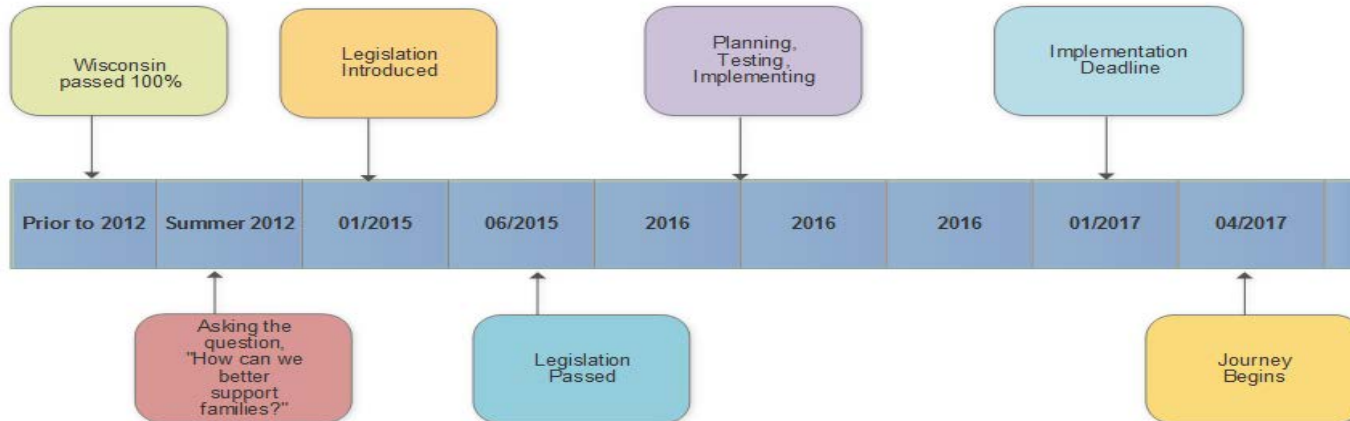 Wisconsin
passed 100%
Legislation
Introduced
Planning,
Testing,
Implementing
Implementation
Deadline
Prior to 2012
Summer 2012
01/2015
06/2015
2016
2016
2016
01/2017
04/2017
Asking the
question,
"How can we
better
support
families?"
Legislation
Passed
Journey
Begins